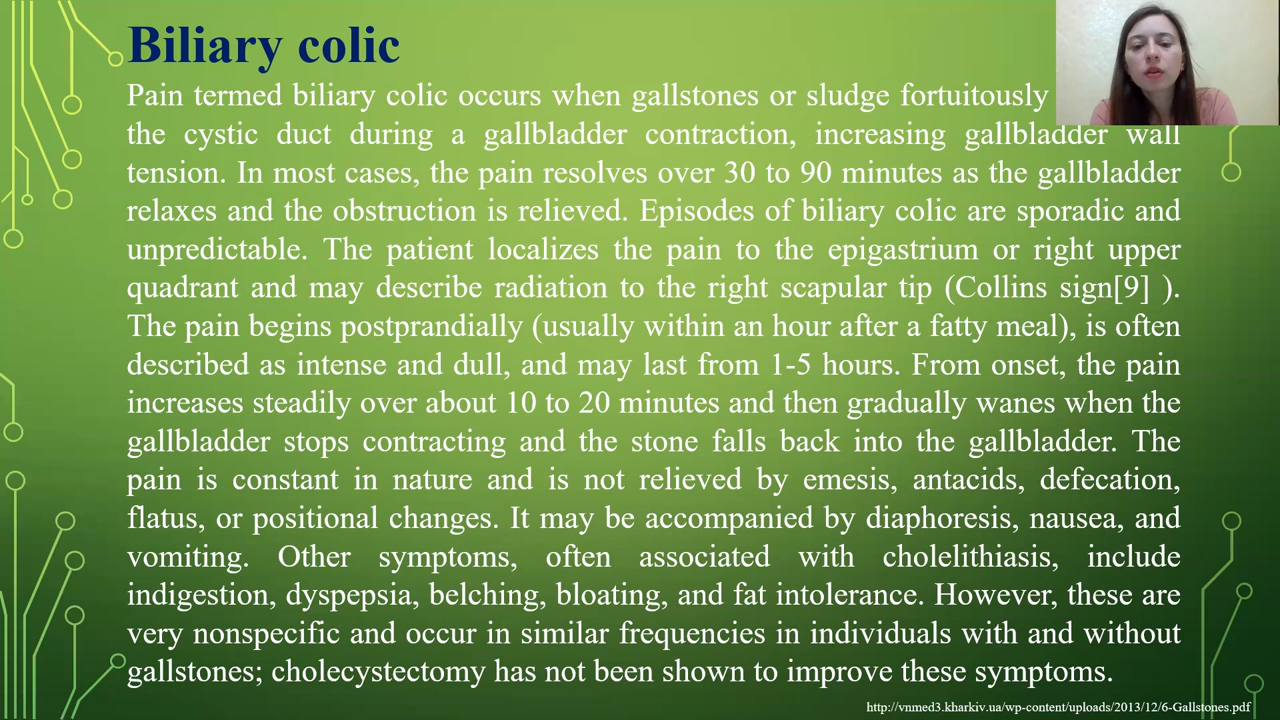 Biliary colic
Pain termed biliary colic occurs when gallstones or sludge fortuitously
the cystic duct during a gallbladder contraction, increasing gallbladder wall
tension. In most cases, the pain resolves over 30 to 90 minutes as the gallbladder
relaxes and the obstruction is relieved. Episodes of biliary colic are sporadic and
unpredictable. The patient localizes the pain to the epigastrium or right upper
quadrant and may describe radiation to the right scapular tip (Collins sign[9] ).
The pain begins postprandially (usually within an hour after a fatty meal), is often
described as intense and dull, and may last from 1-5 hours. From onset, the pain
increases steadily over about 10 to 20 minutes and then gradually wanes when the
gallbladder stops contracting and the stone falls back into the gallbladder. The
pain is constant in nature and is not relieved by emesis, antacids, defecation,
flatus, or positional changes. It may be accompanied by diaphoresis, nausea, and
vomiting. Other symptoms, often associated with cholelithiasis, include
indigestion, dyspepsia, belching, bloating, and fat intolerance. However, these are
very nonspecific and occur in similar frequencies in individuals with and without
gallstones; cholecystectomy has not been shown to improve these symptoms.
http://vnmed3.kharkiv.ua/wp-content/uploads/2013/12/6-Gallstones.pdf